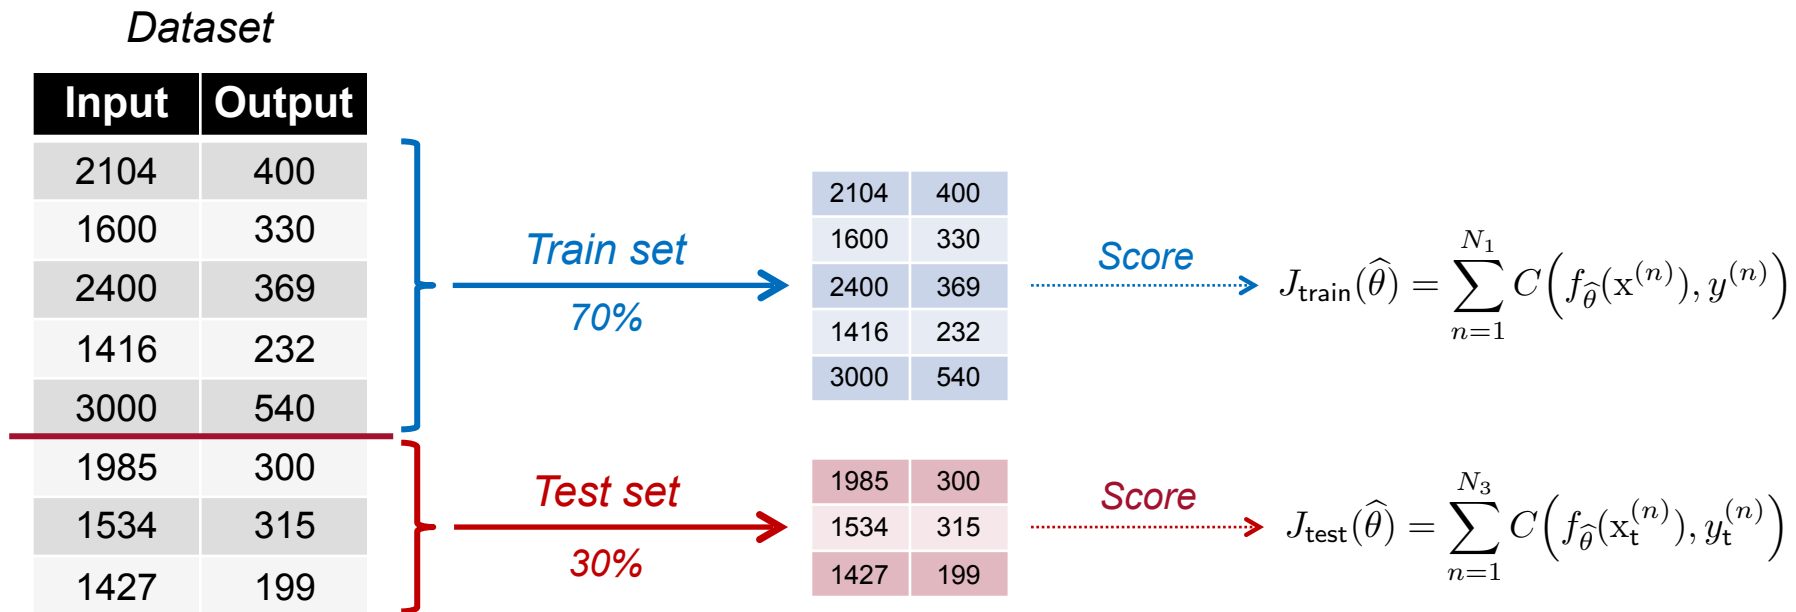 Dataset
Input Output
2104 400
1600 330
2400 369
1416 232
3000 540
1985 300
1534 315
1427 199
Train set
70%
2104 400
1600 330
2400 369
1416 232
3000 540
Score
J_train(θ̂) = ∑_{n=1}^{N_1} C(f_θ̂(x^(n)), y^(n))
Test set
30%
1985 300
1534 315
1427 199
Score
J_test(θ̂) = ∑_{n=1}^{N_3} C(f_θ̂(x_t^(n)), y_t^(n))